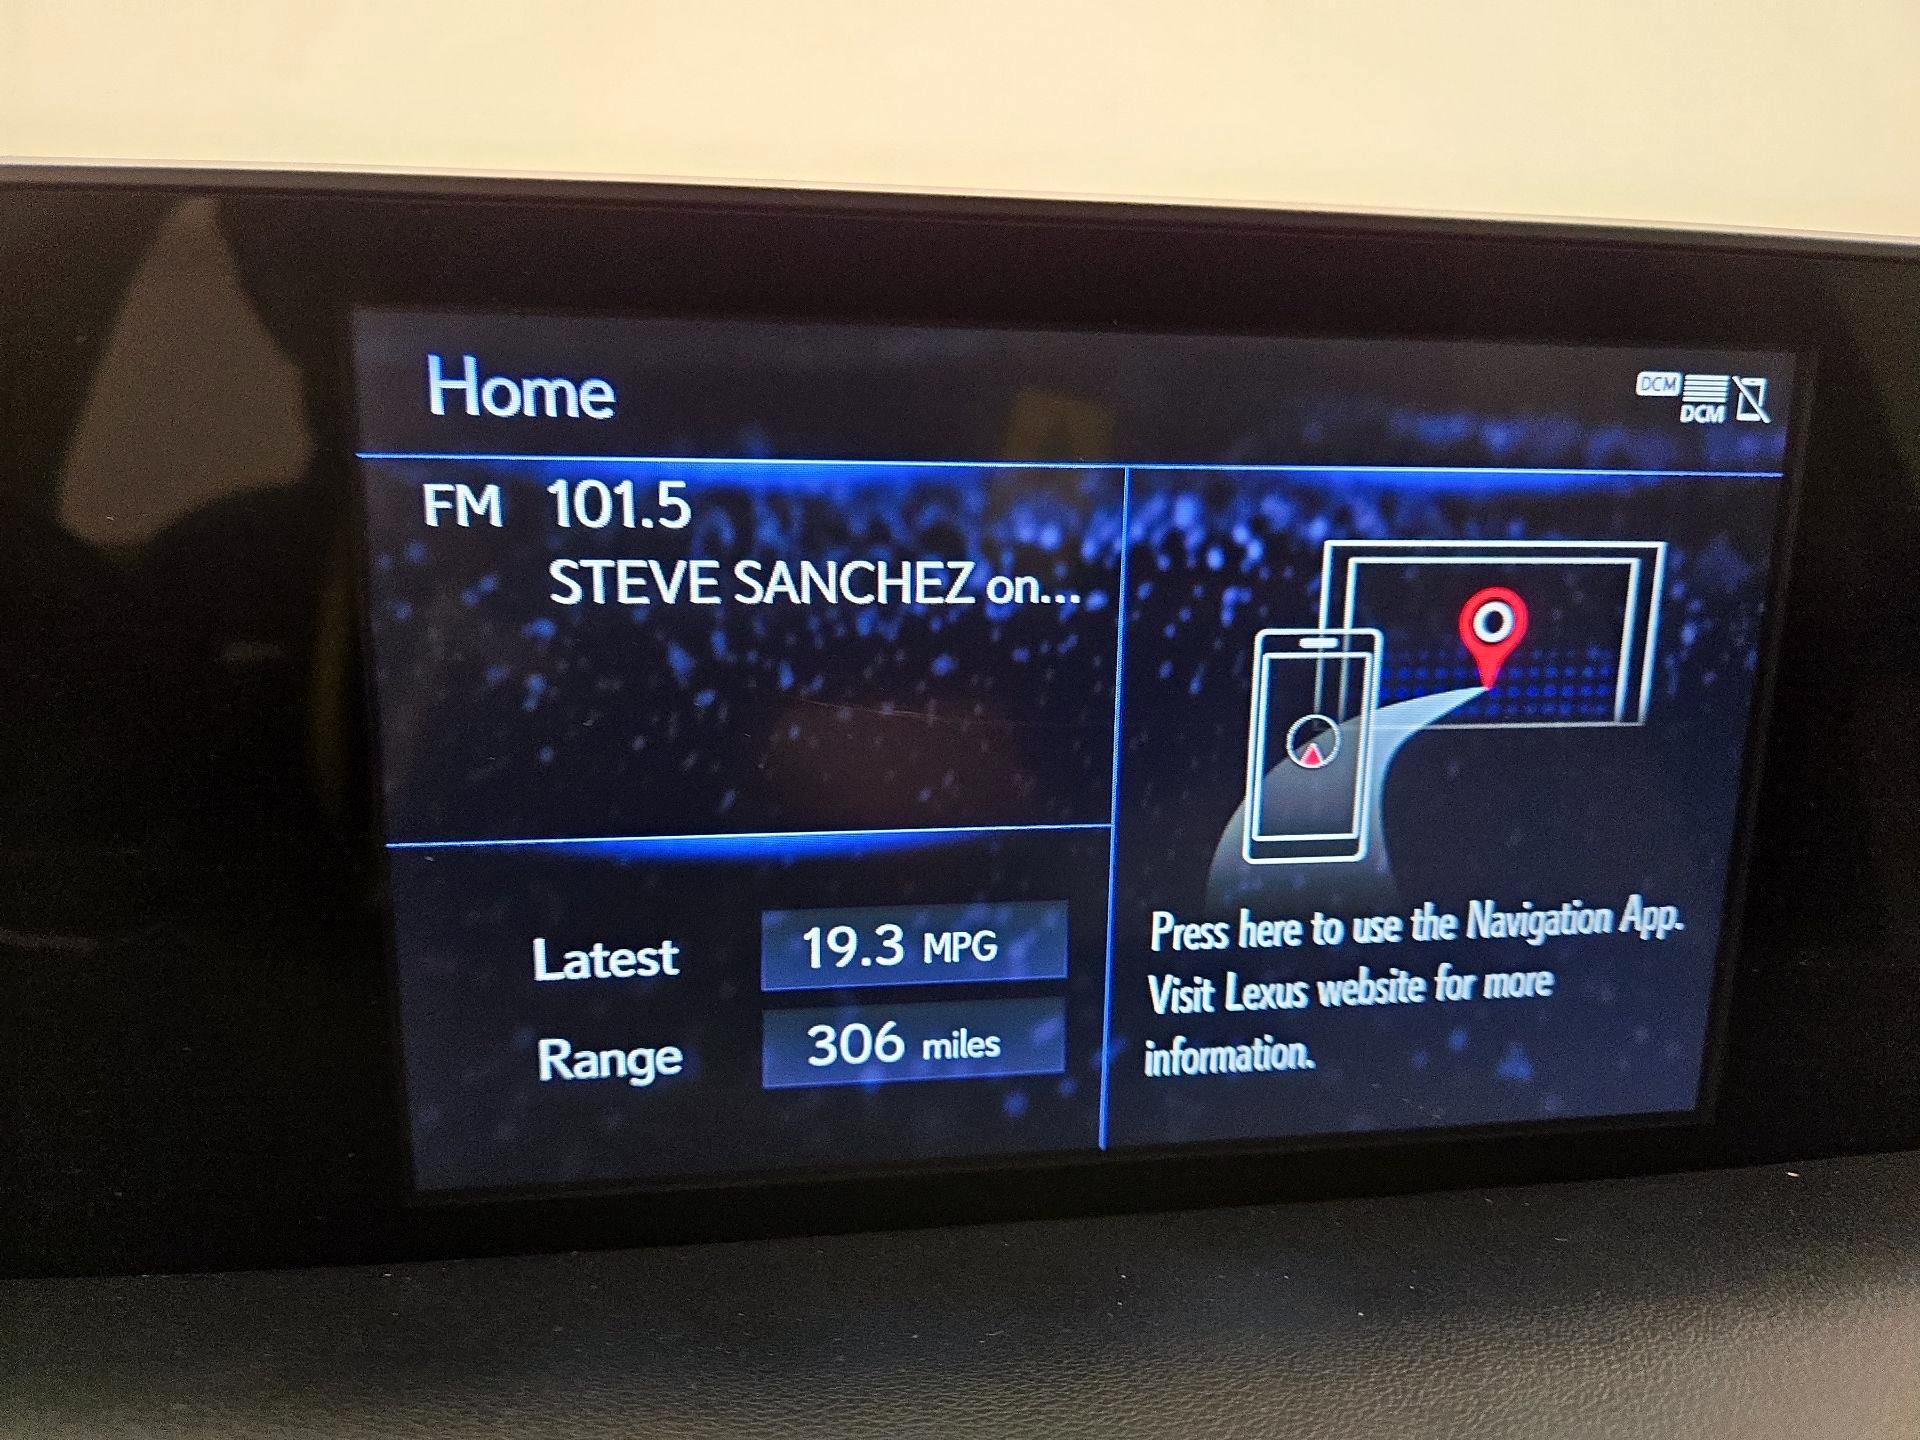 Home
DCM
DCM
FM 101.5
STEVE SANCHEZ on...
Latest 19.3 MPG
Range 306 miles
Press here to use the Navigation App.
Visit Lexus website for more
information.